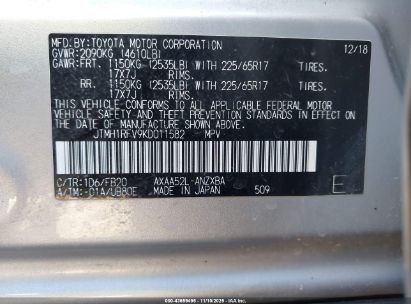 MFD. BY: TOYOTA MOTOR CORPORATION 12/18
GVWR: 2090KG (4610LB)
GAWR: FRT. 1150KG (2535LB) WITH 225/65R17 TIRES
17X7J RIMS.
RR. 1150KG (2535LB) WITH 225/65R17 TIRES
17X7J RIMS.
THIS VEHICLE CONFORMS TO ALL APPLICABLE FEDERAL MOTOR
VEHICLE SAFETY AND THEFT PREVENTION STANDARDS IN EFFECT
ON THE DATE OF MANUFACTURE SHOWN ABOVE.
JTMH1RFV9KD011582 MPV
C/TR: 1D6/FB20 AXAA52L-ANZXBA
A/TM: -01A/UB80E MADE IN JAPAN 509 E